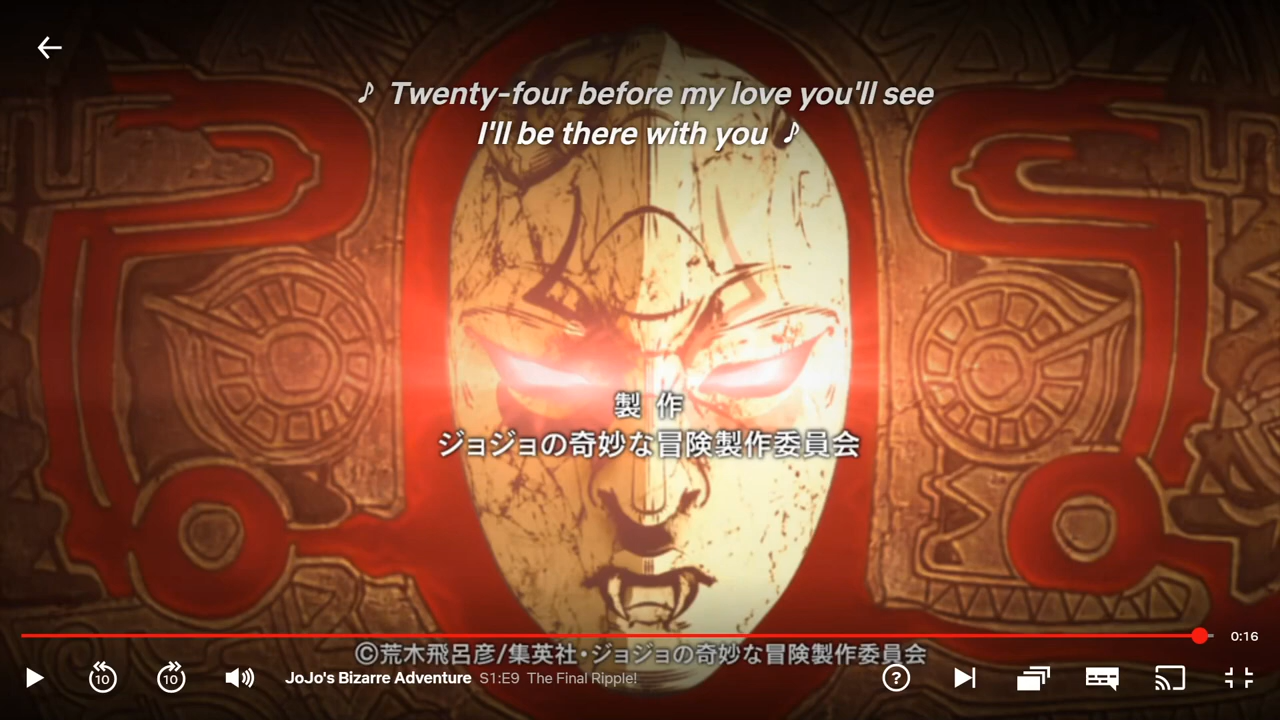 ♪ Twenty-four before my love you'll see
I'll be there with you ♪
製 作
ジョジョの奇妙な冒険製作委員会
0:16
©荒木飛呂彦/集英社・ジョジョの奇妙な冒険製作委員会
10 10 JoJo's Bizarre Adventure S1:E9 The Final Ripple! ?